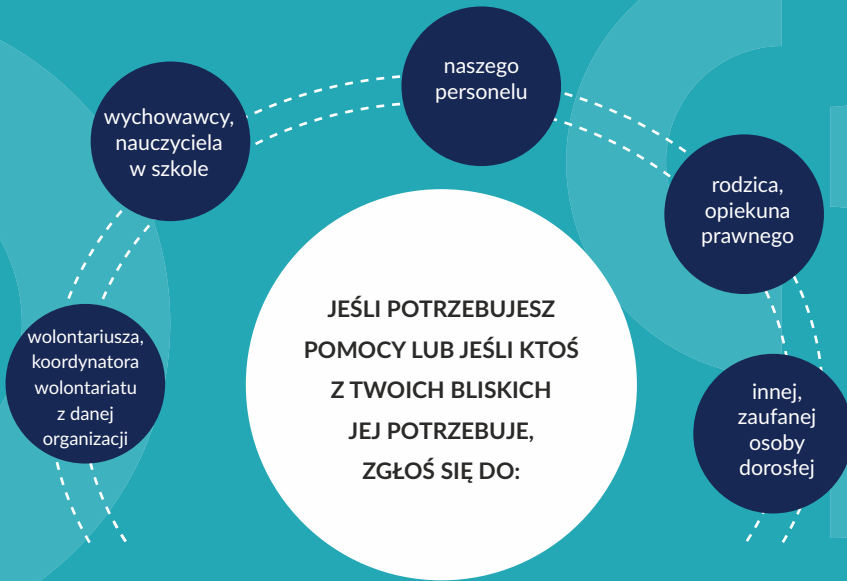 naszego
personelu
wychowawcy,
nauczyciela
w szkole
rodzica,
opiekuna
prawnego
wolontariusza,
koordynatora
wolontariatu
z danej
organizacji
JEŚLI POTRZEBUJESZ
POMOCY LUB JEŚLI KTOŚ
Z TWOICH BLISKICH
JEJ POTRZEBUJE,
ZGŁOŚ SIĘ DO:
innej,
zaufanej
osoby
dorosłej